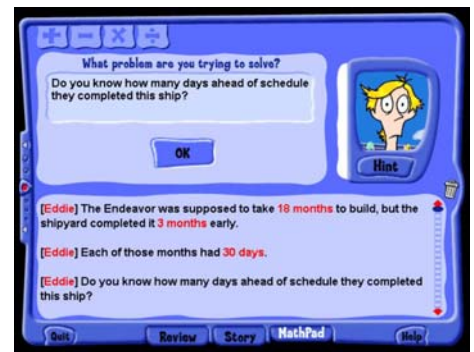 What problem are you trying to solve?
Do you know how many days ahead of schedule
they completed this ship?
OK
Hint
[Eddie] The Endeavor was supposed to take 18 months to build, but the
shipyard completed it 3 months early.
[Eddie] Each of those months had 30 days.
[Eddie] Do you know how many days ahead of schedule they completed
this ship?
Quit
Review
Story
MathPad
Help